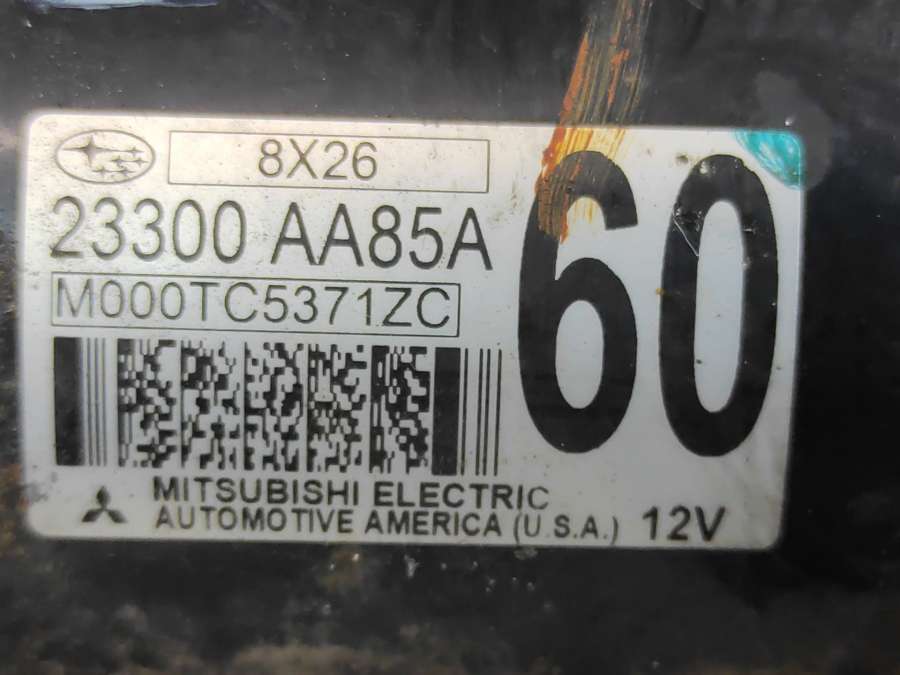 8X26
23300 AA85A
60
M000TC5371ZC
MITSUBISHI ELECTRIC
AUTOMOTIVE AMERICA (U.S.A.) 12V